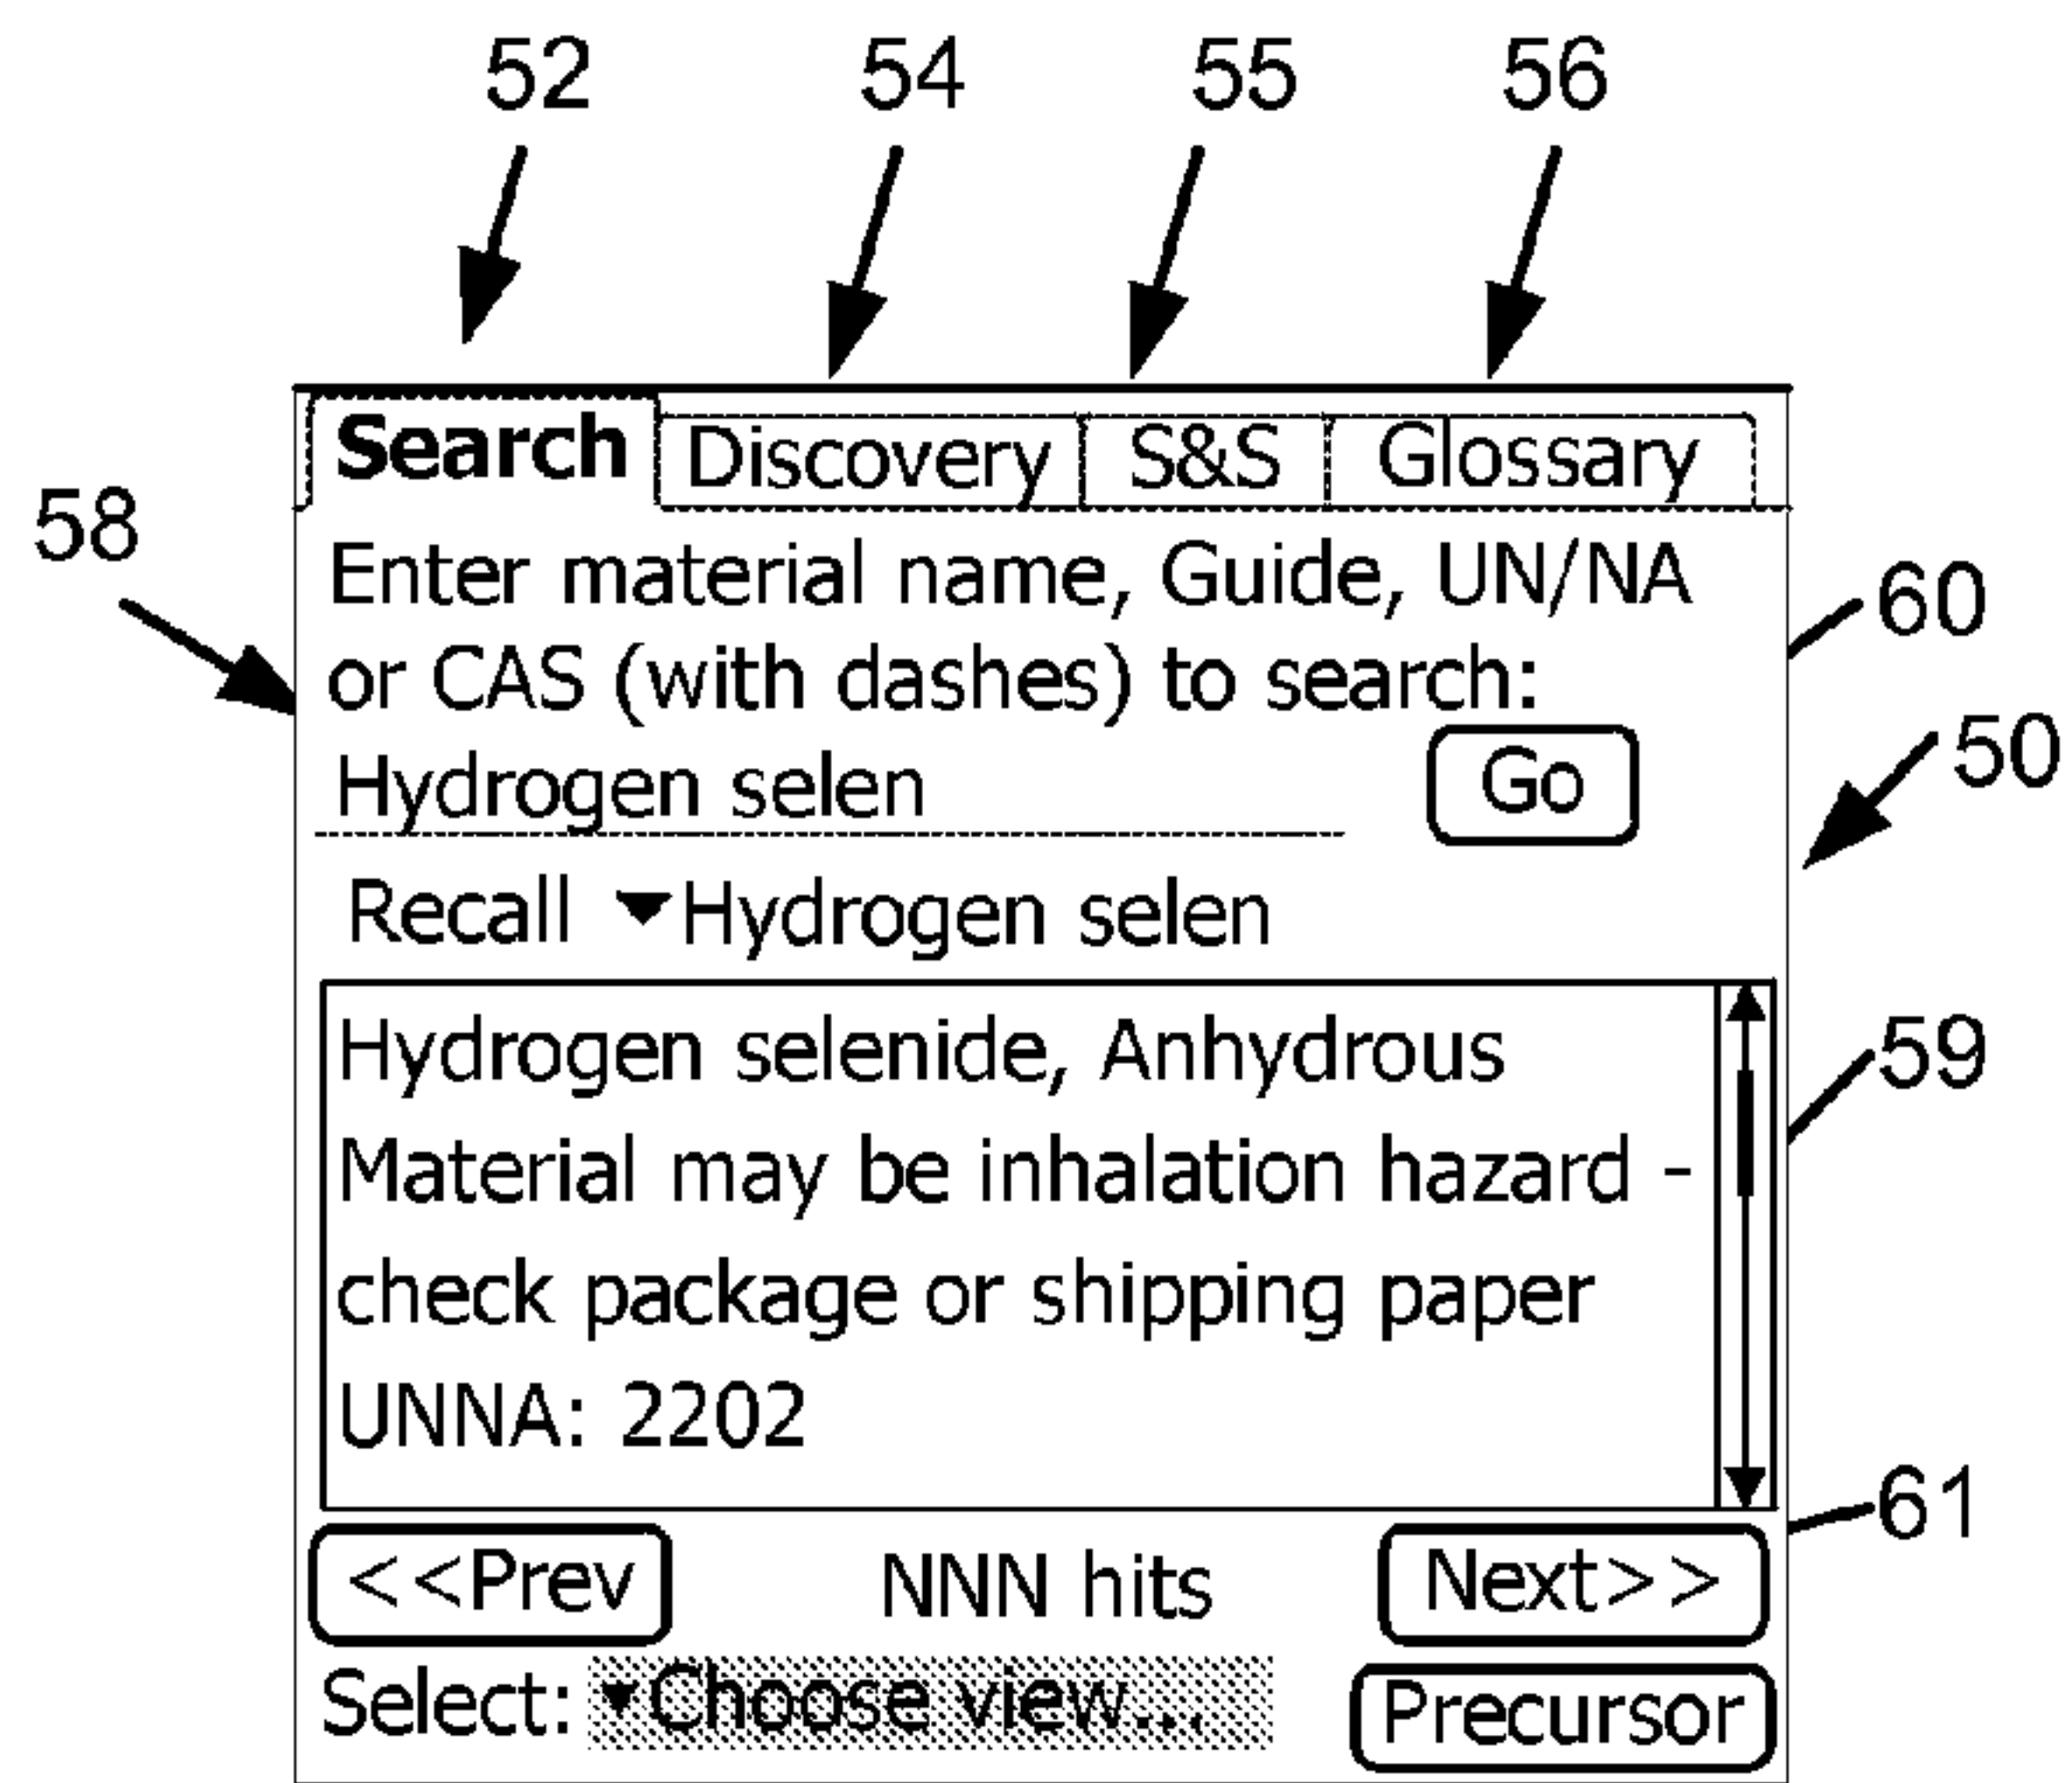 52 54 55 56
Search Discovery S&S Glossary
58
Enter material name, Guide, UN/NA
60
or CAS (with dashes) to search:
Hydrogen selen Go
50
Recall ▼Hydrogen selen
Hydrogen selenide, Anhydrous
59
Material may be inhalation hazard -
check package or shipping paper
UNNA: 2202
61
<<Prev NNN hits Next>>
Select: ▼Choose view... Precursor